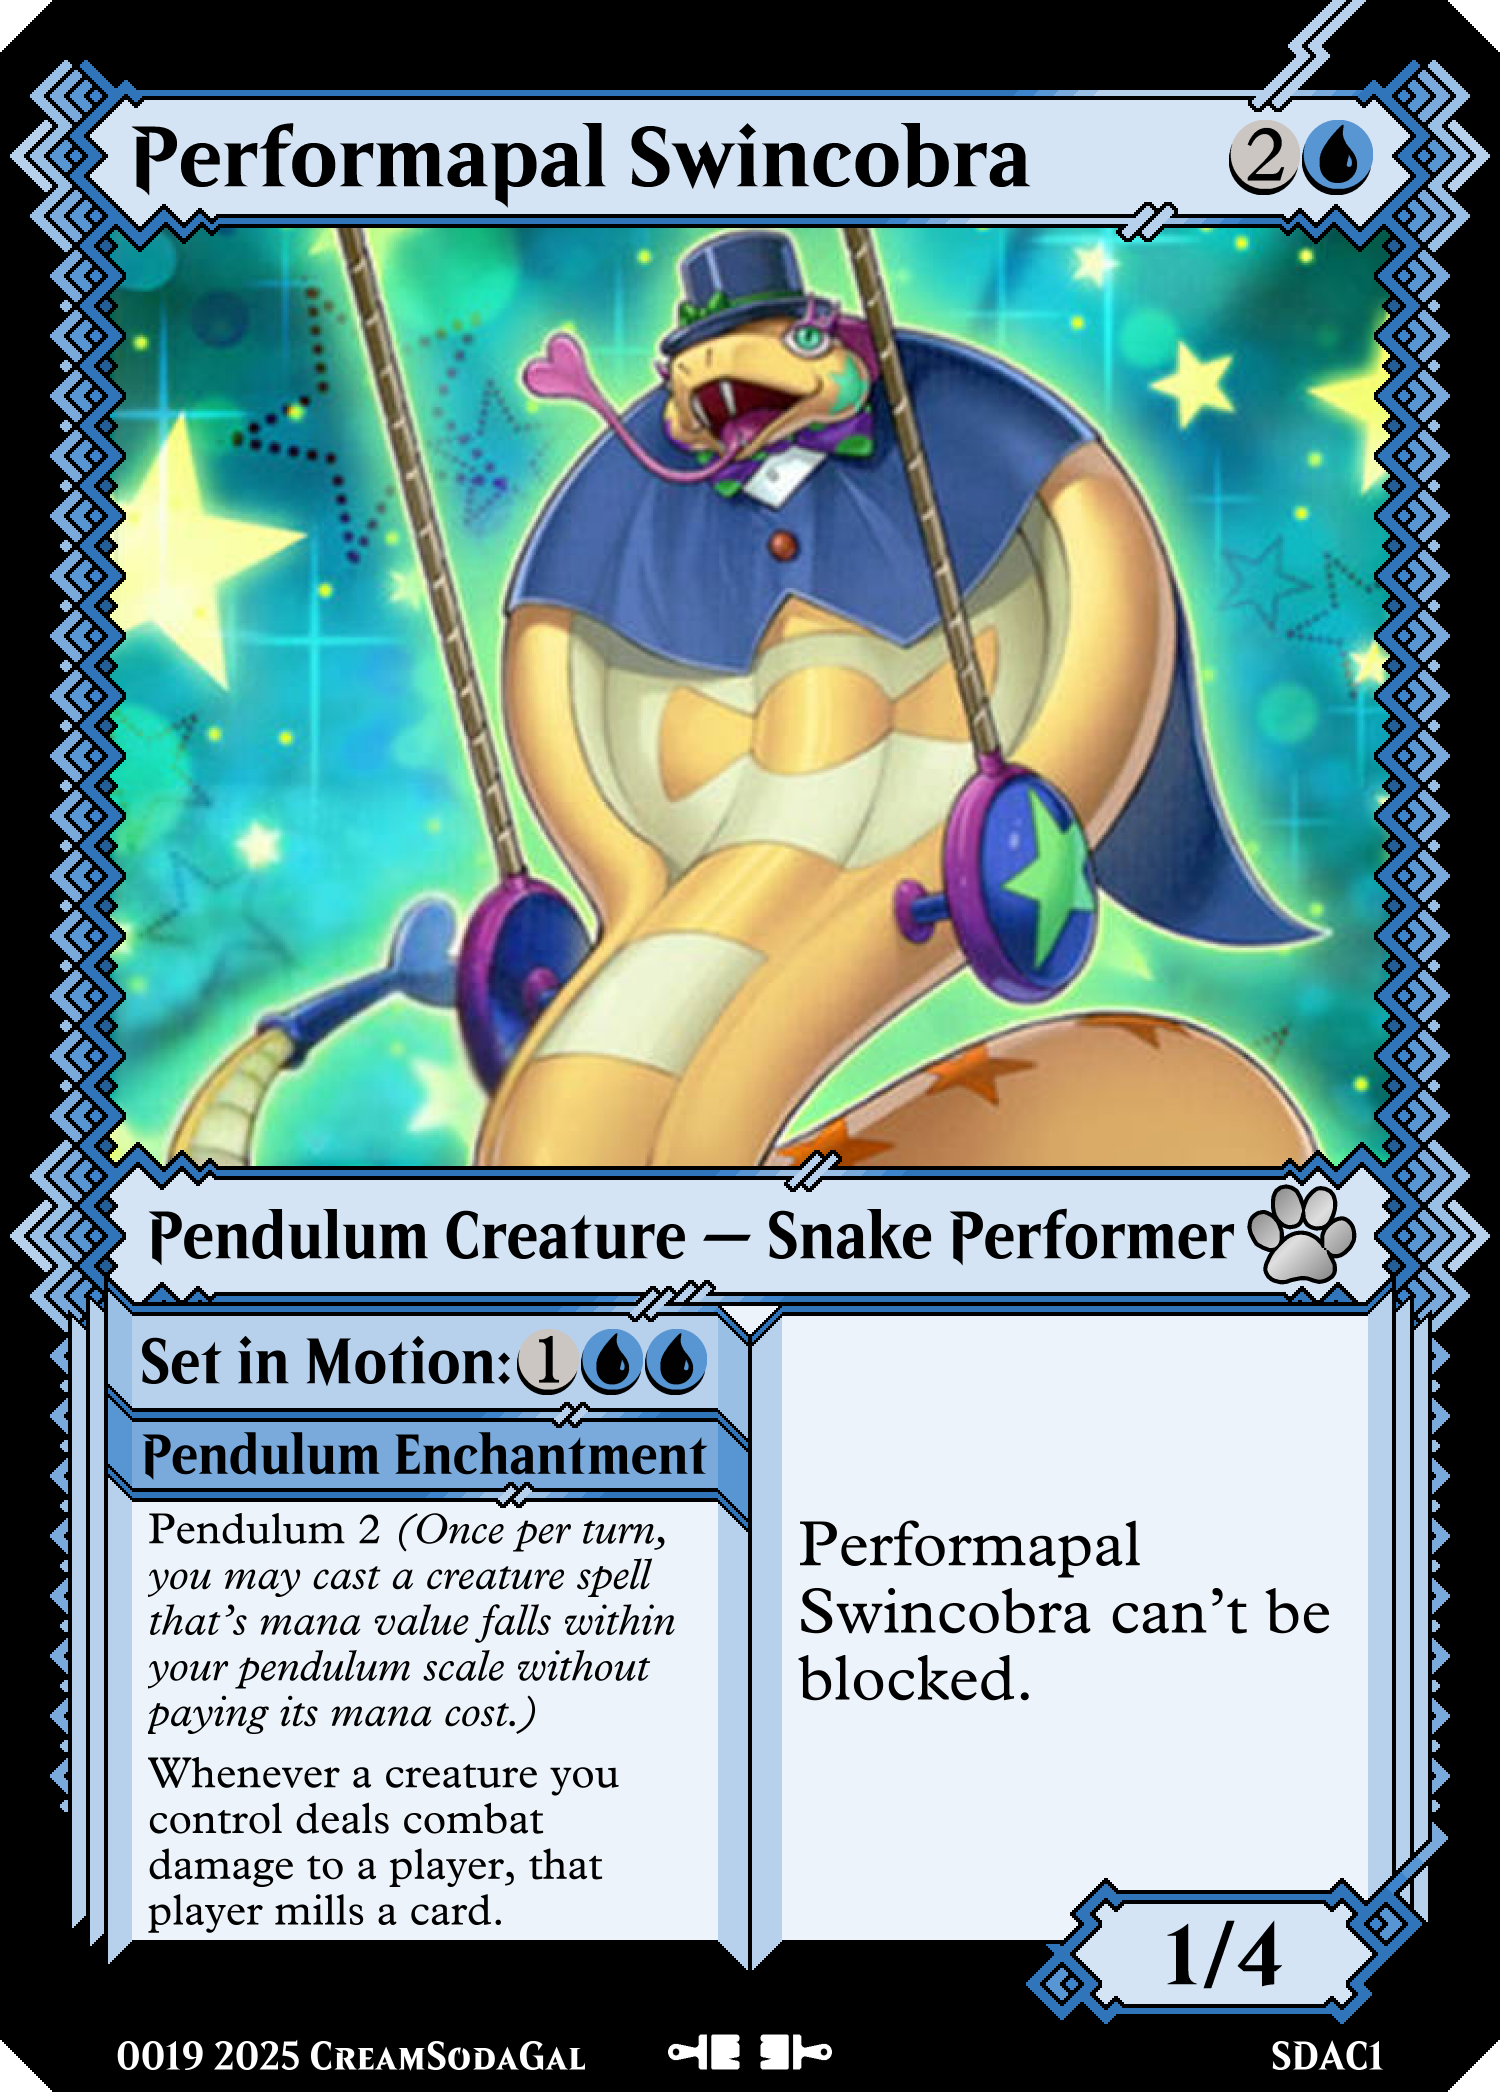 Performapal Swincobra 2
Pendulum Creature — Snake Performer
Set in Motion: 1
Pendulum Enchantment
Pendulum 2 (Once per turn,
you may cast a creature spell
that’s mana value falls within
your pendulum scale without
paying its mana cost.)
Whenever a creature you
control deals combat
damage to a player, that
player mills a card.
Performapal
Swincobra can’t be
blocked.
1/4
0019 2025 CreamSodaGal
SDAC1